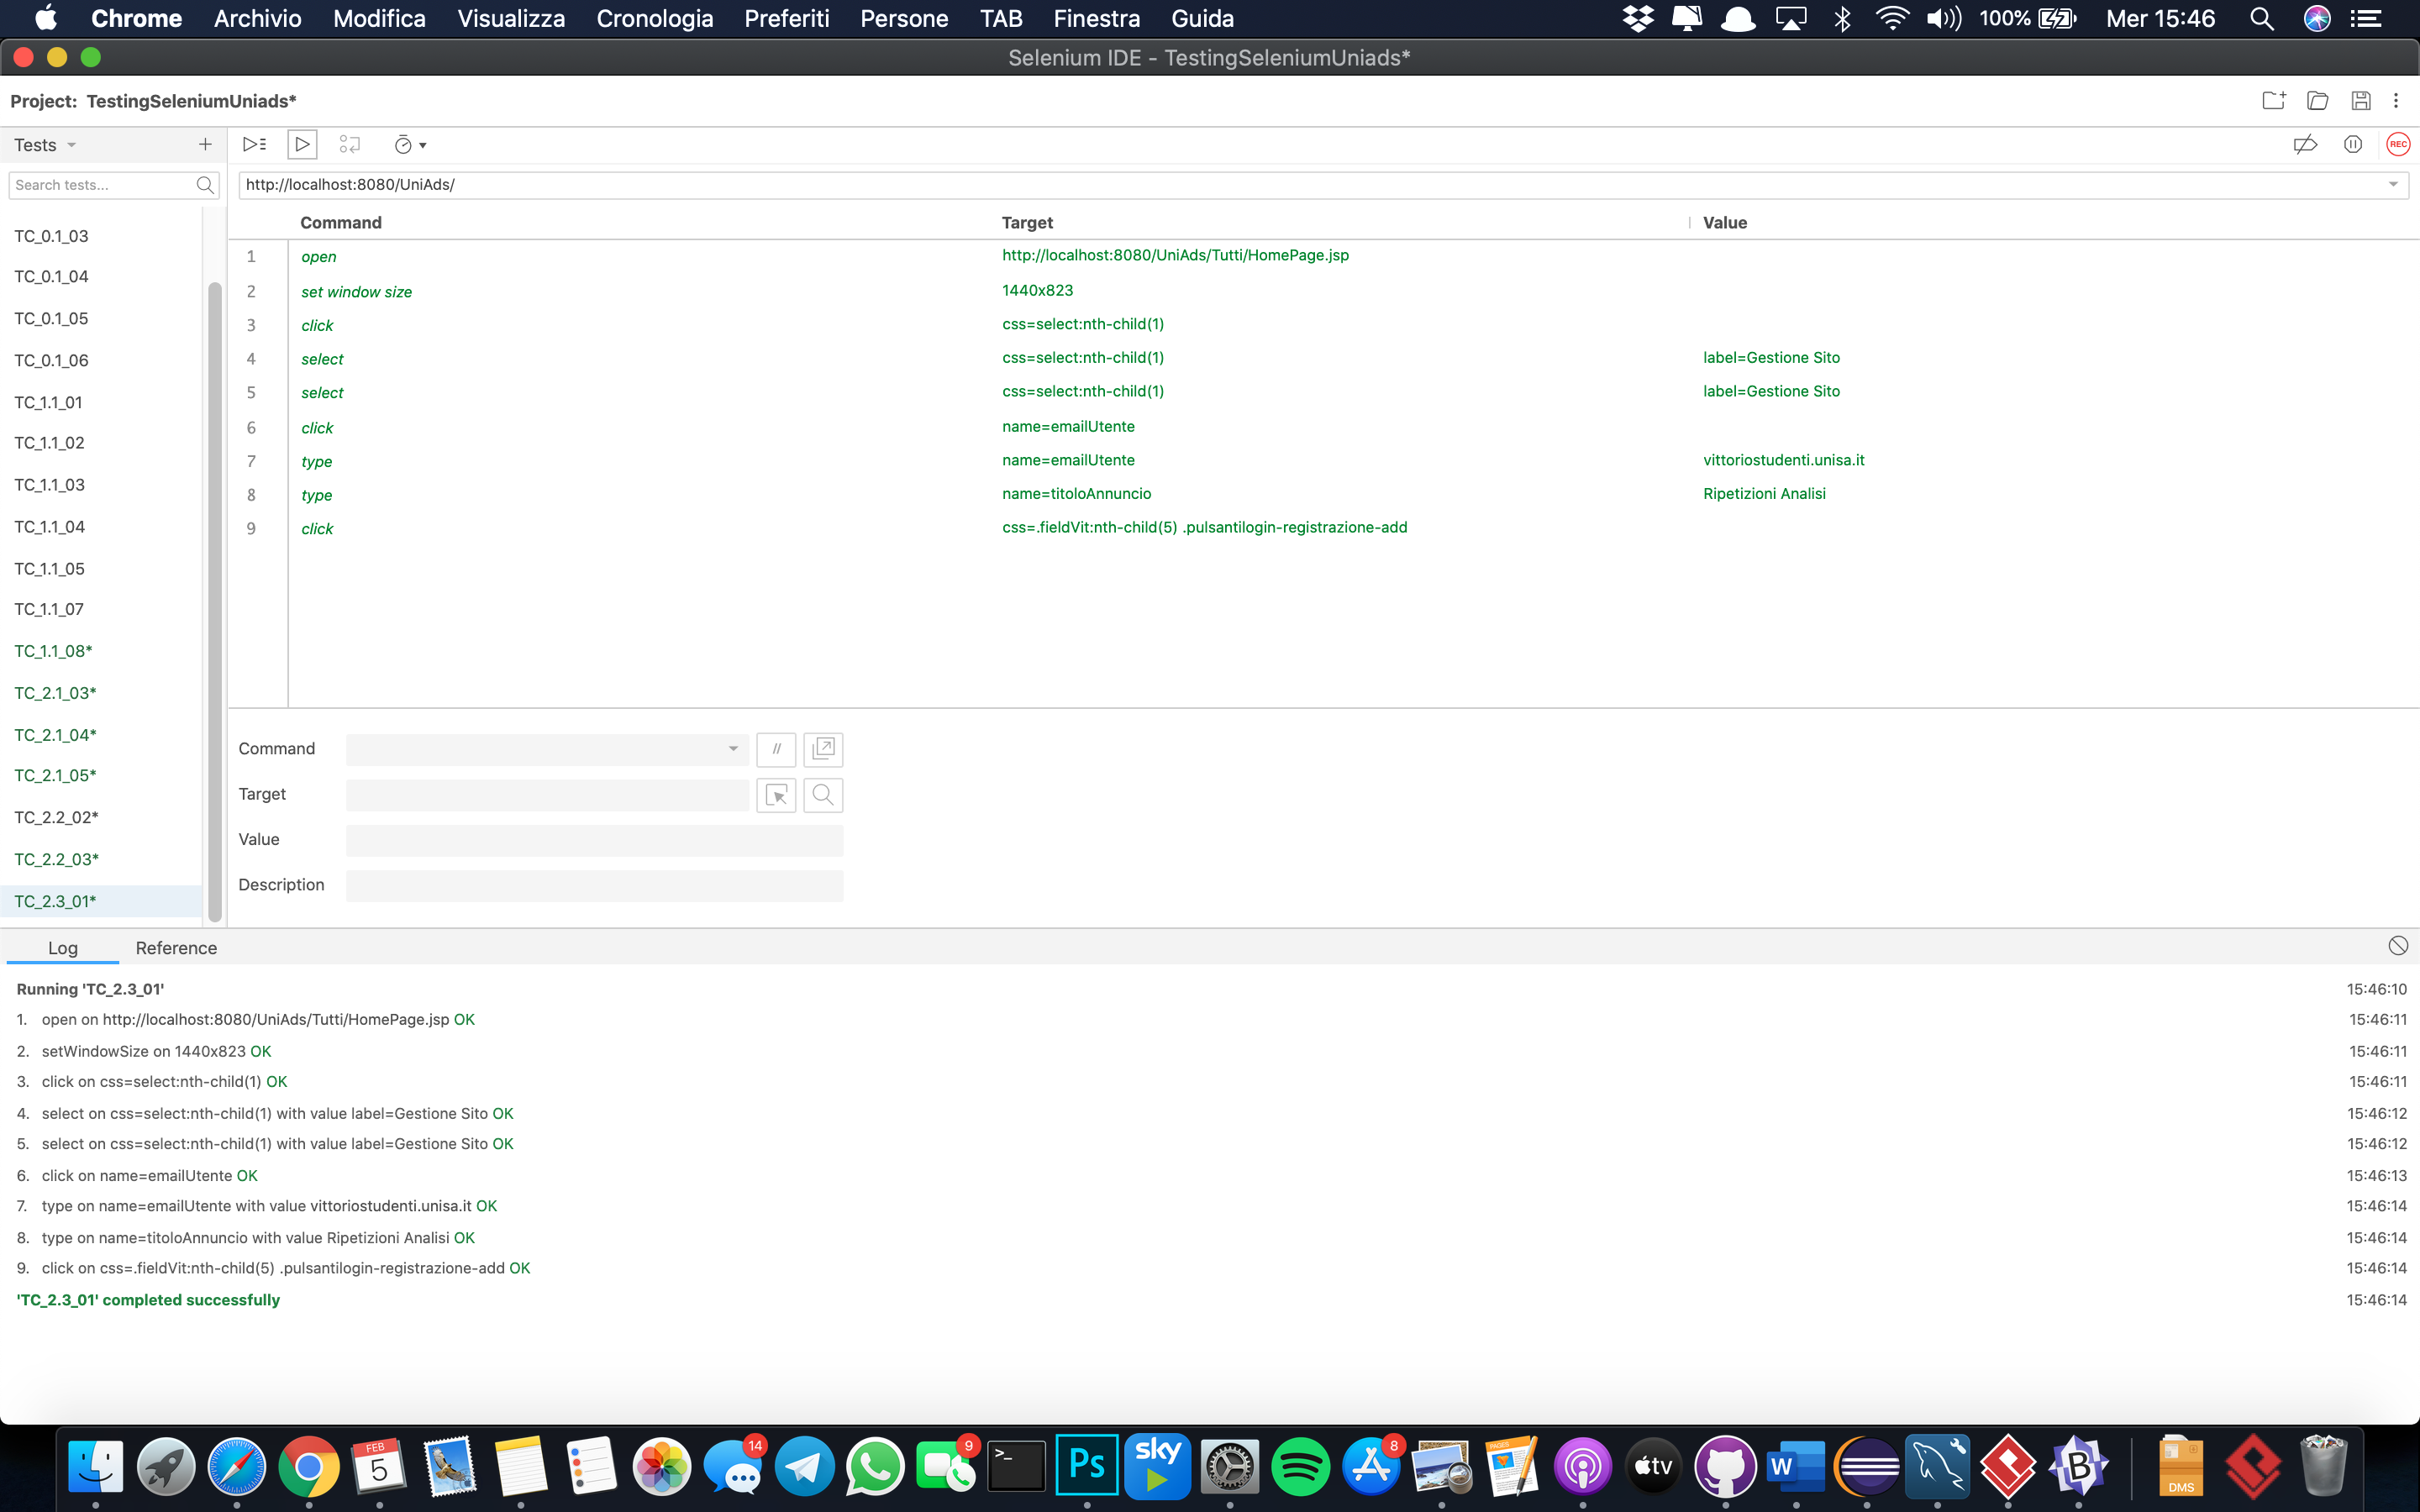 Chrome Archivio Modifica Visualizza Cronologia Preferiti Persone TAB Finestra Guida 100% Mer 15:46
Selenium IDE - TestingSeleniumUniads*
Project: TestingSeleniumUniads*
Tests +
REC
Search tests...
http://localhost:8080/UniAds/
Command Target Value
TC_0.1_03
TC_0.1_04
TC_0.1_05
TC_0.1_06
TC_1.1_01
TC_1.1_02
TC_1.1_03
TC_1.1_04
TC_1.1_05
TC_1.1_07
TC_1.1_08*
TC_2.1_03*
TC_2.1_04*
TC_2.1_05*
TC_2.2_02*
TC_2.2_03*
TC_2.3_01*
1 open http://localhost:8080/UniAds/Tutti/HomePage.jsp
2 set window size 1440x823
3 click css=select:nth-child(1)
4 select css=select:nth-child(1) label=Gestione Sito
5 select css=select:nth-child(1) label=Gestione Sito
6 click name=emailUtente
7 type name=emailUtente vittoriostudenti.unisa.it
8 type name=titoloAnnuncio Ripetizioni Analisi
9 click css=.fieldVit:nth-child(5) .pulsantilogin-registrazione-add
Command //
Target
Value
Description
Log Reference
Running 'TC_2.3_01' 15:46:10
1. open on http://localhost:8080/UniAds/Tutti/HomePage.jsp OK 15:46:11
2. setWindowSize on 1440x823 OK 15:46:11
3. click on css=select:nth-child(1) OK 15:46:11
4. select on css=select:nth-child(1) with value label=Gestione Sito OK 15:46:12
5. select on css=select:nth-child(1) with value label=Gestione Sito OK 15:46:12
6. click on name=emailUtente OK 15:46:13
7. type on name=emailUtente with value vittoriostudenti.unisa.it OK 15:46:14
8. type on name=titoloAnnuncio with value Ripetizioni Analisi OK 15:46:14
9. click on css=.fieldVit:nth-child(5) .pulsantilogin-registrazione-add OK 15:46:14
'TC_2.3_01' completed successfully 15:46:14
FEB
5
14
9
>_
Ps
sky
8
PAGES
tv
W
B
DMS